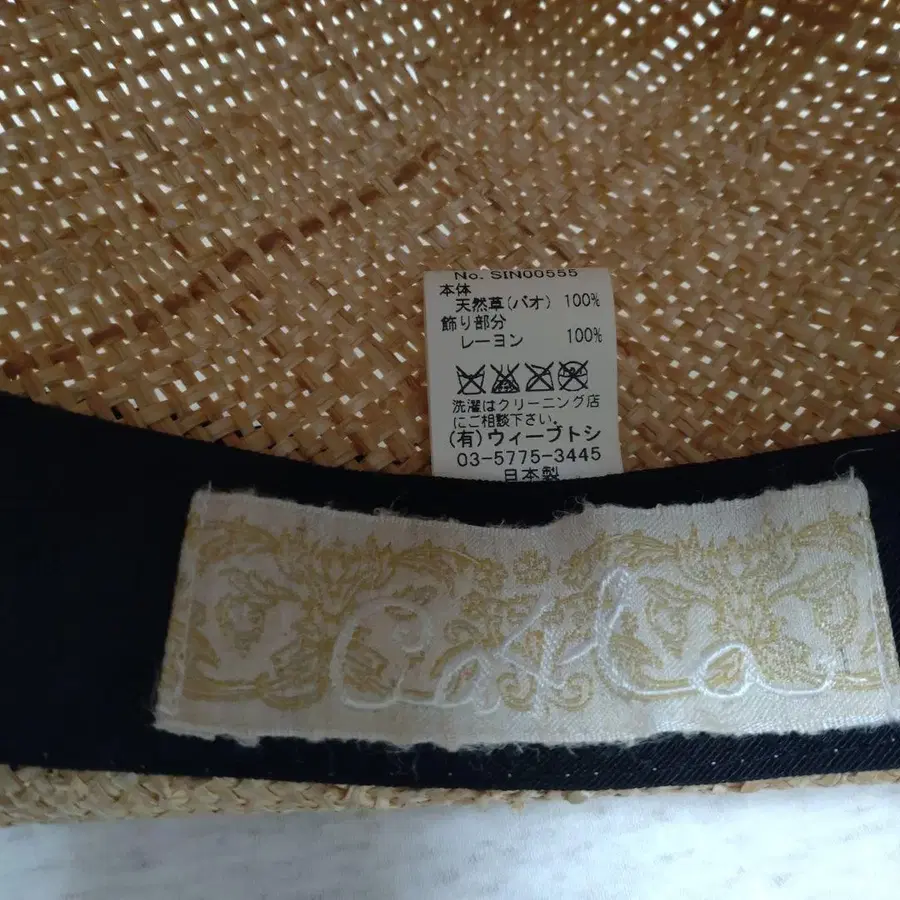 No. SIN00555
本体
天然草(バオ) 100%
飾り部分
レーヨン 100%
洗濯はクリーニング店
にご相談下さい.
(有)ウィーブトシ
03-5775-3445
日本製